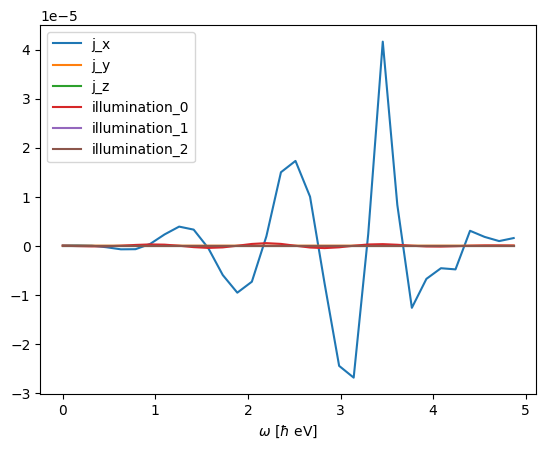 1e−5
j_x
j_y
j_z
illumination_0
illumination_1
illumination_2
4
3
2
1
0
−1
−2
−3
0 1 2 3 4 5
ω [ħ eV]